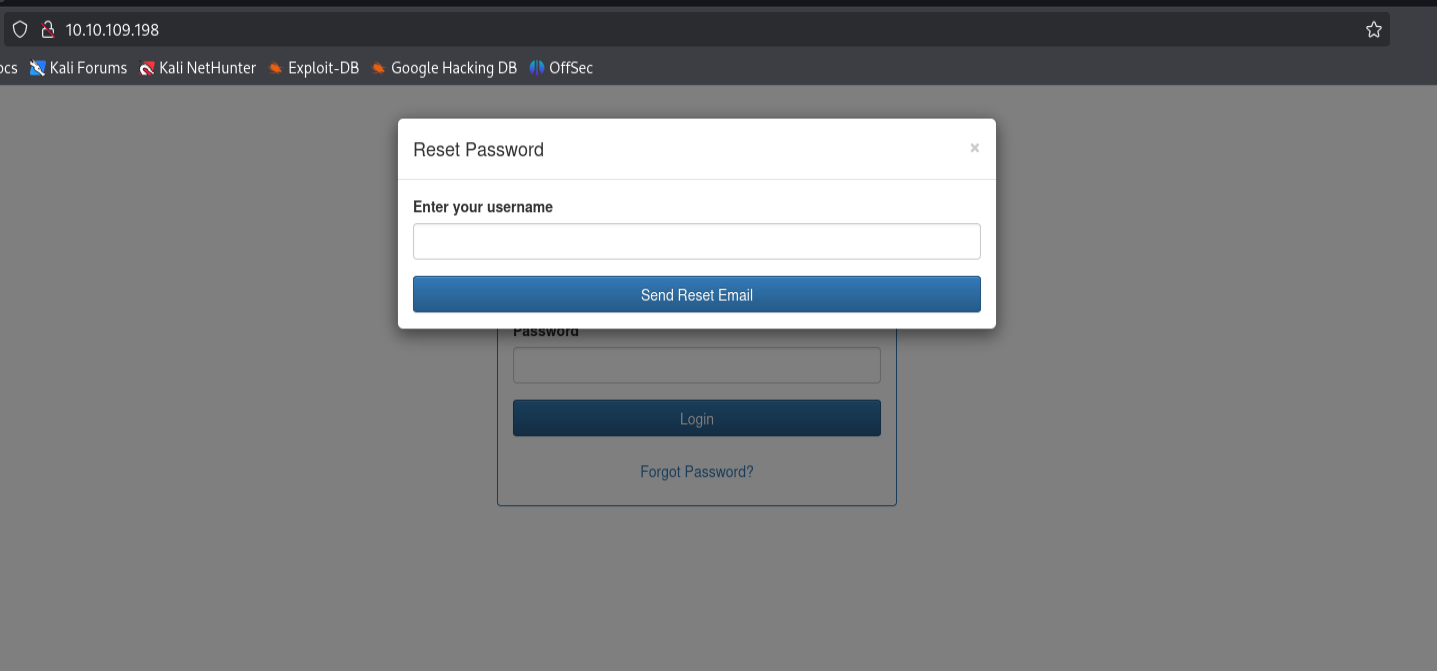 10.10.109.198
ocs Kali Forums Kali NetHunter Exploit-DB Google Hacking DB OffSec
Reset Password ×
Enter your username
Send Reset Email
Password
Login
Forgot Password?